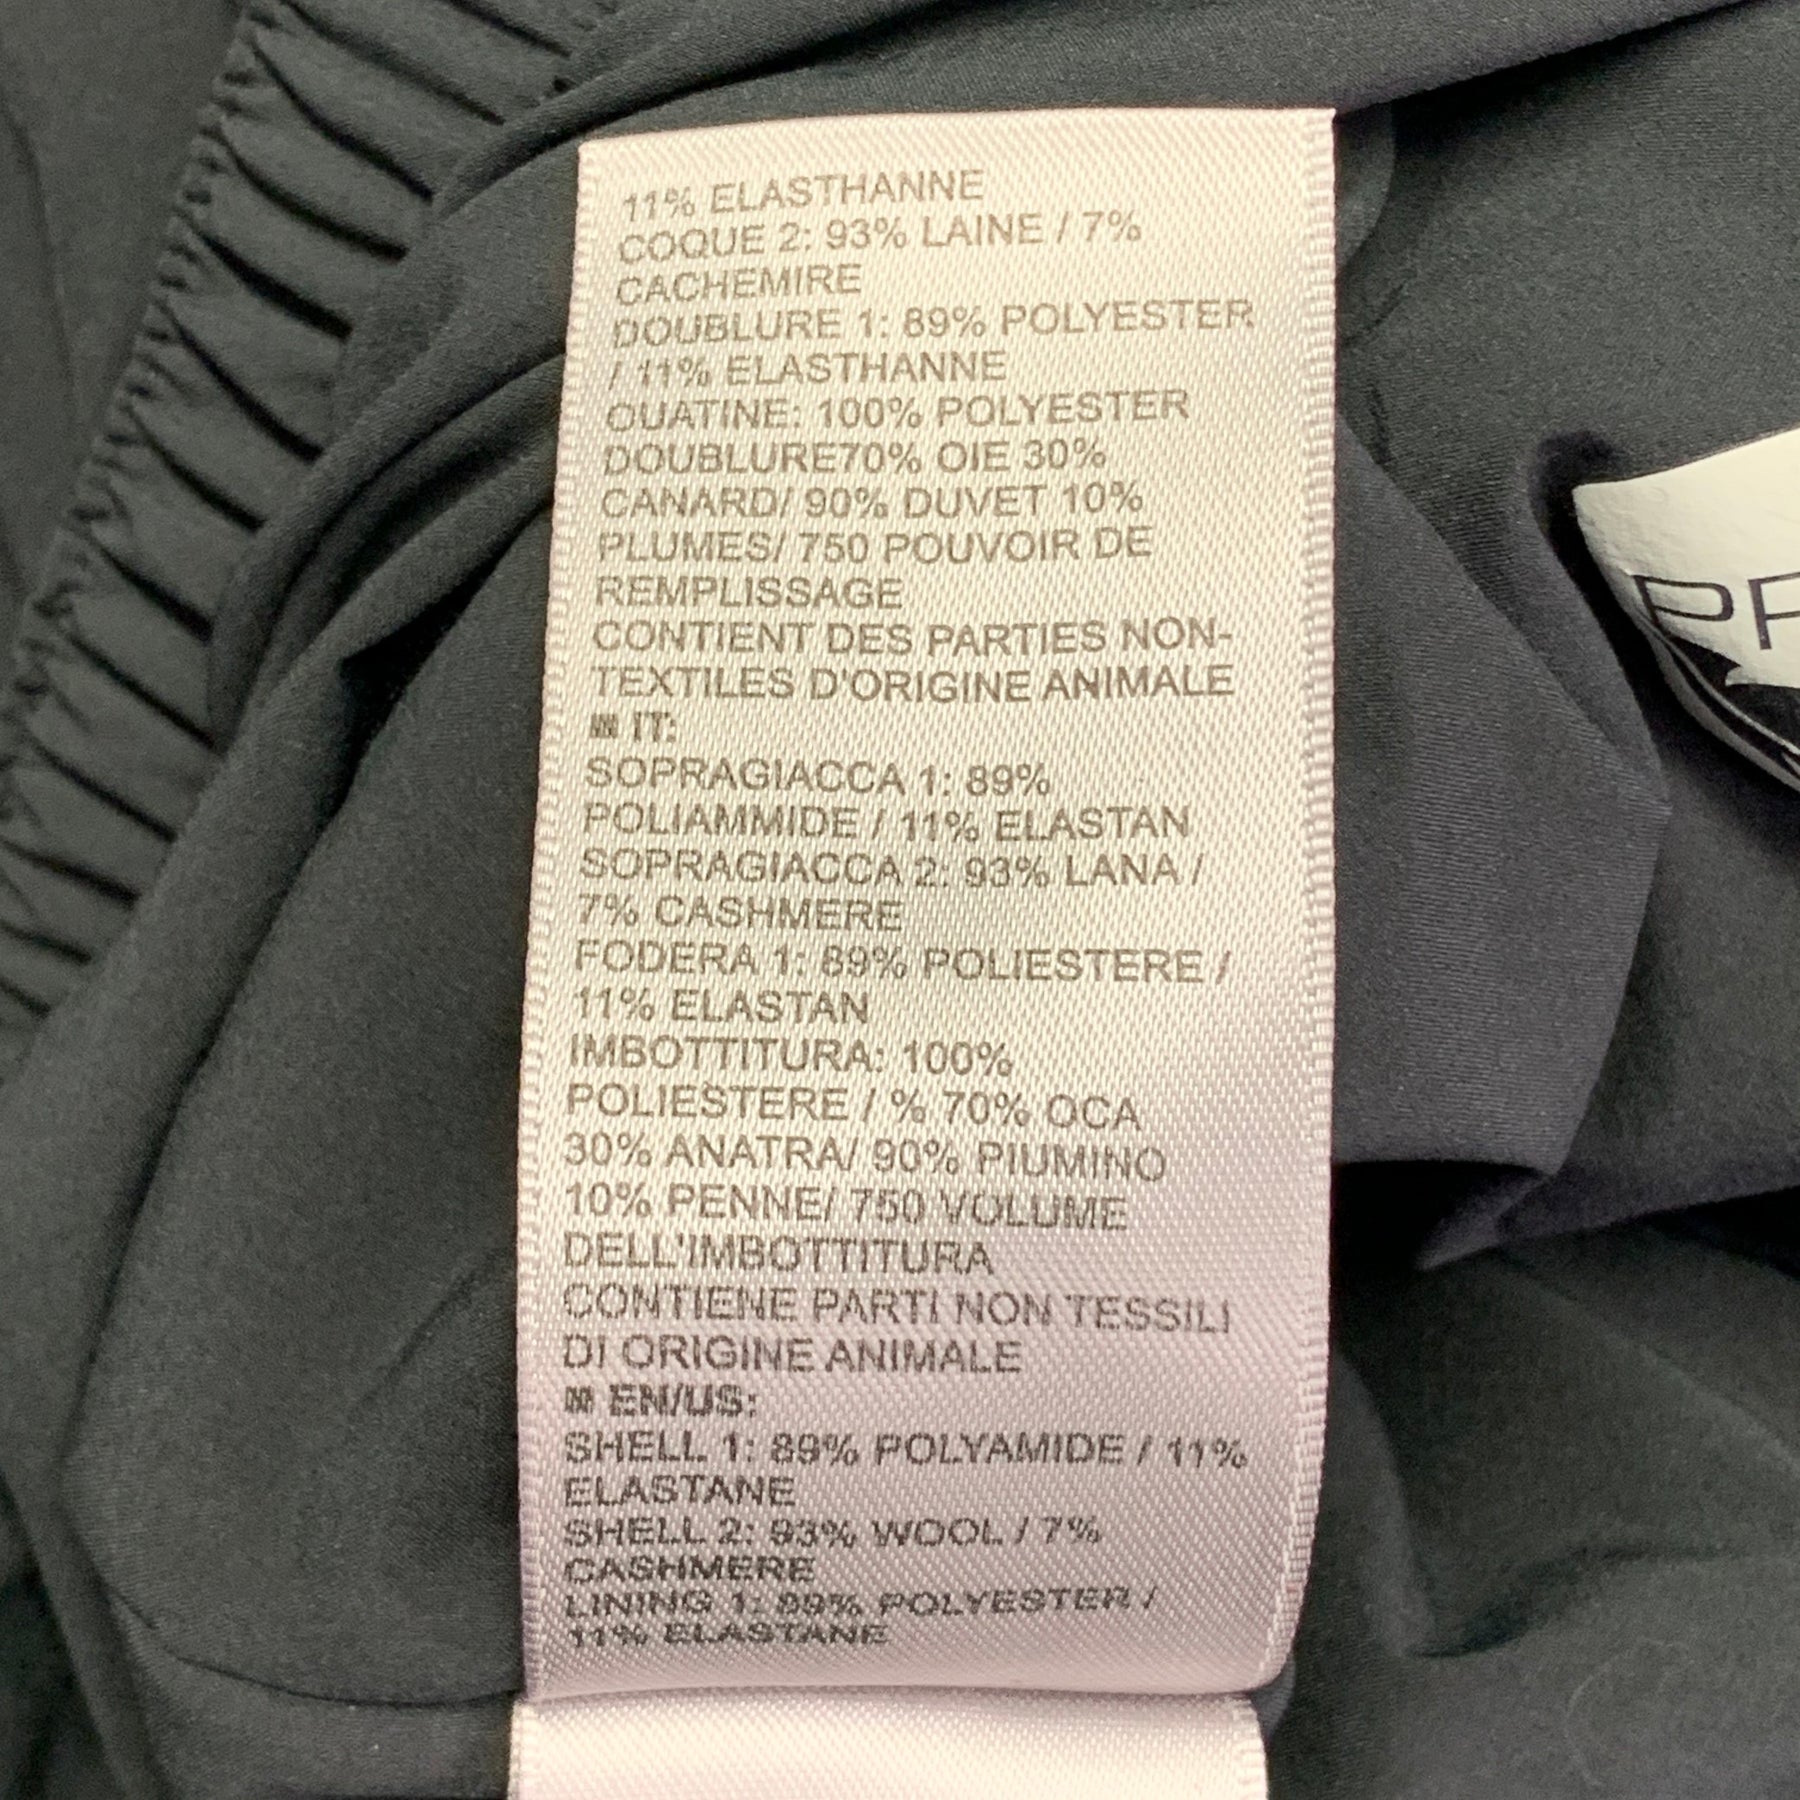 11% ELASTHANNE
COQUE 2: 93% LAINE / 7%
CACHEMIRE
DOUBLURE 1: 89% POLYESTER
/ 11% ELASTHANNE
OUATINE: 100% POLYESTER
DOUBLURE70% OIE 30%
CANARD/ 90% DUVET 10%
PLUMES/ 750 POUVOIR DE
REMPLISSAGE
CONTIENT DES PARTIES NON-
TEXTILES D'ORIGINE ANIMALE
IT:
SOPRAGIACCA 1: 89%
POLIAMMIDE / 11% ELASTAN
SOPRAGIACCA 2: 93% LANA /
7% CASHMERE
FODERA 1: 89% POLIESTERE /
11% ELASTAN
IMBOTTITURA: 100%
POLIESTERE / % 70% OCA
30% ANATRA/ 90% PIUMINO
10% PENNE/ 750 VOLUME
DELL'IMBOTTITURA
CONTIENE PARTI NON TESSILI
DI ORIGINE ANIMALE
EN/US:
SHELL 1: 89% POLYAMIDE / 11%
ELASTANE
SHELL 2: 93% WOOL / 7%
CASHMERE
LINING 1: 89% POLYESTER /
11% ELASTANE